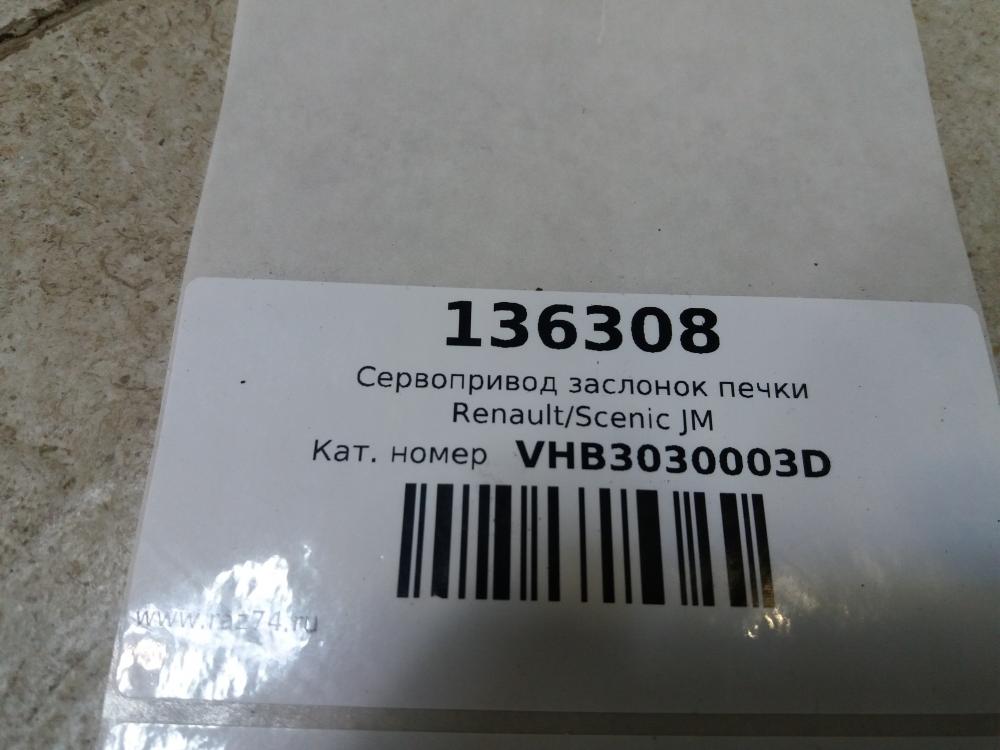 136308
Сервопривод заслонок печки
Renault/Scenic JM
Кат. номер VHB3030003D
www.raz74.ru